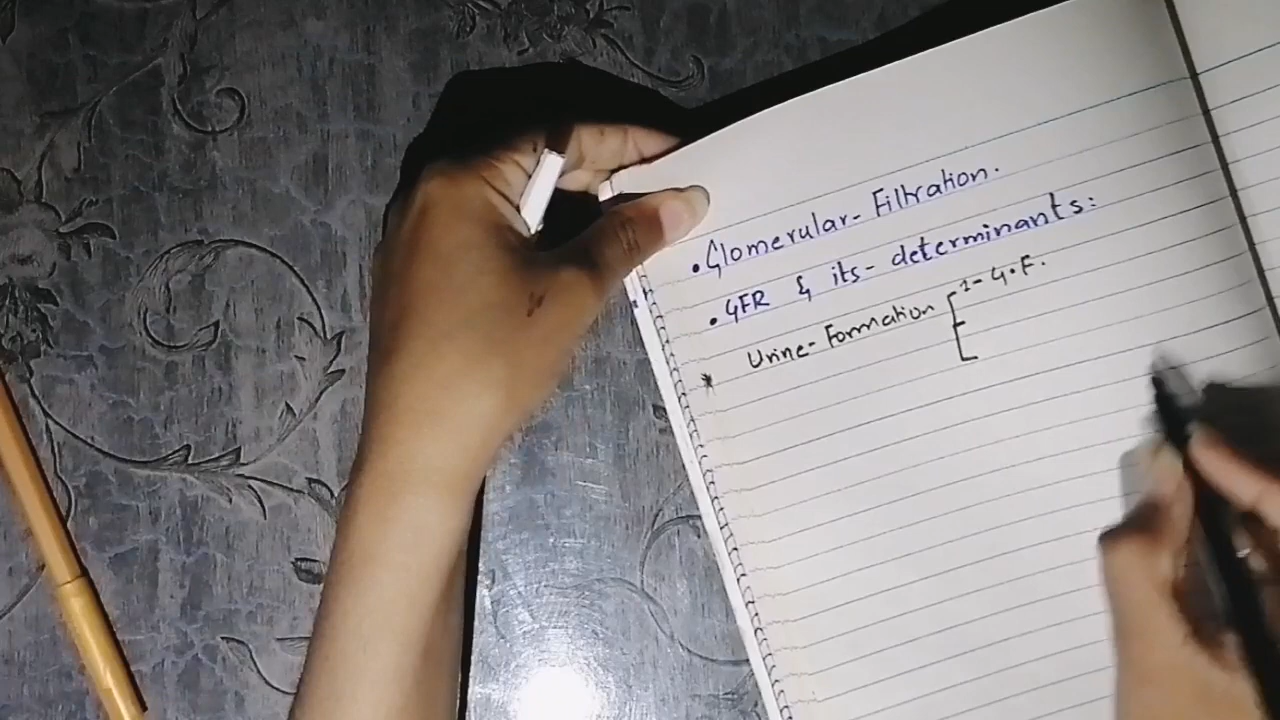 • Glomerular-Filtration.
• GFR & its-determinants:
* Urine-Formation [ 1- G.F.